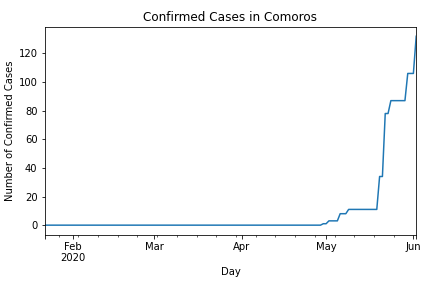 Confirmed Cases in Comoros
Number of Confirmed Cases
120
100
80
60
40
20
0
Feb
2020
Mar
Apr
May
Jun
Day